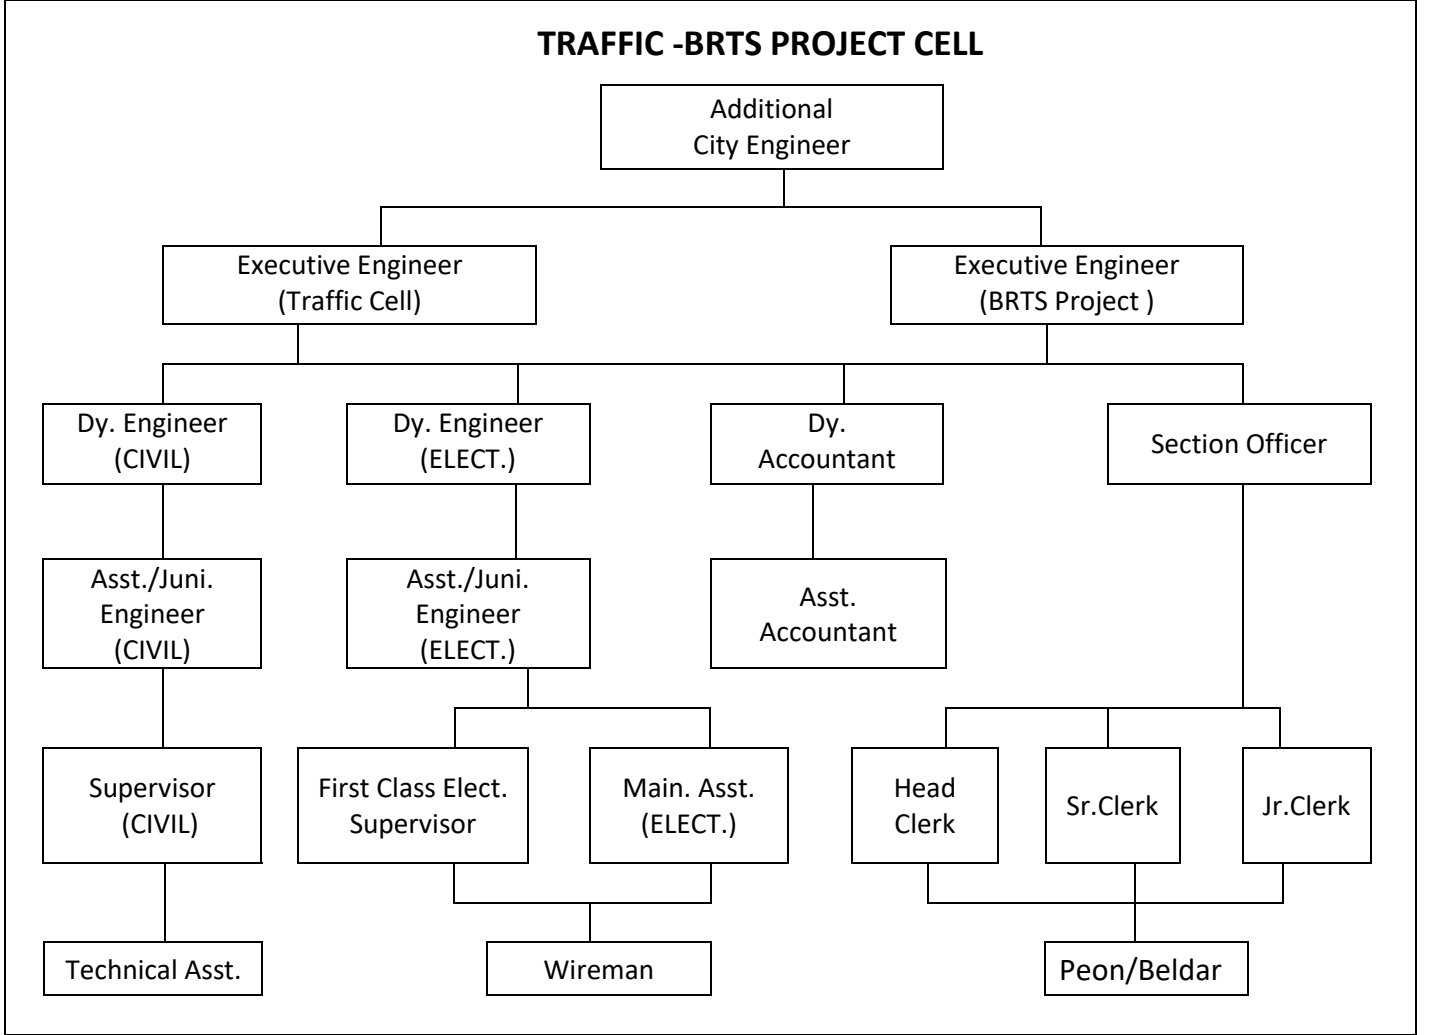 TRAFFIC -BRTS PROJECT CELL
Additional
City Engineer
Executive Engineer
(Traffic Cell)
Executive Engineer
(BRTS Project )
Dy. Engineer
(CIVIL)
Dy. Engineer
(ELECT.)
Dy.
Accountant
Section Officer
Asst./Juni.
Engineer
(CIVIL)
Asst./Juni.
Engineer
(ELECT.)
Asst.
Accountant
Supervisor
(CIVIL)
First Class Elect.
Supervisor
Main. Asst.
(ELECT.)
Head
Clerk
Sr.Clerk
Jr.Clerk
Technical Asst.
Wireman
Peon/Beldar